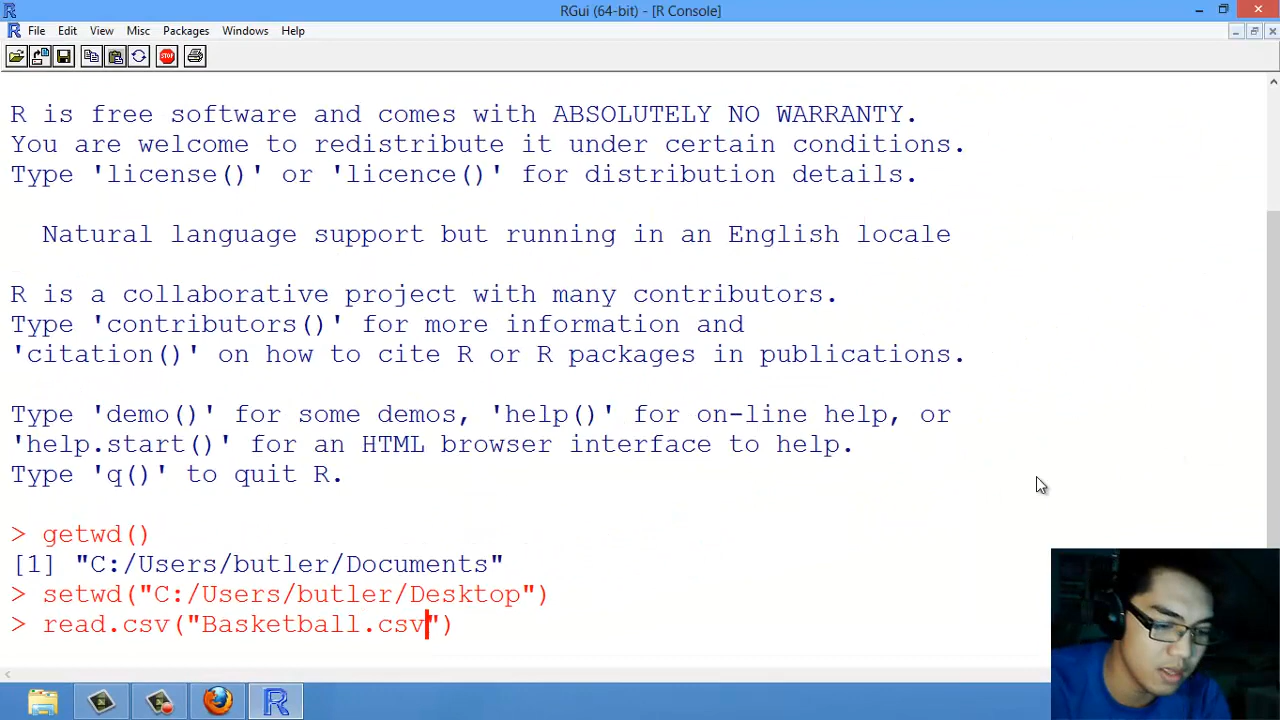 RGui (64-bit) - [R Console]
File Edit View Misc Packages Windows Help
STOP
R is free software and comes with ABSOLUTELY NO WARRANTY.
You are welcome to redistribute it under certain conditions.
Type 'license()' or 'licence()' for distribution details.
Natural language support but running in an English locale
R is a collaborative project with many contributors.
Type 'contributors()' for more information and
'citation()' on how to cite R or R packages in publications.
Type 'demo()' for some demos, 'help()' for on-line help, or
'help.start()' for an HTML browser interface to help.
Type 'q()' to quit R.
> getwd()
[1] "C:/Users/butler/Documents"
> setwd("C:/Users/butler/Desktop")
> read.csv("Basketball.csv")